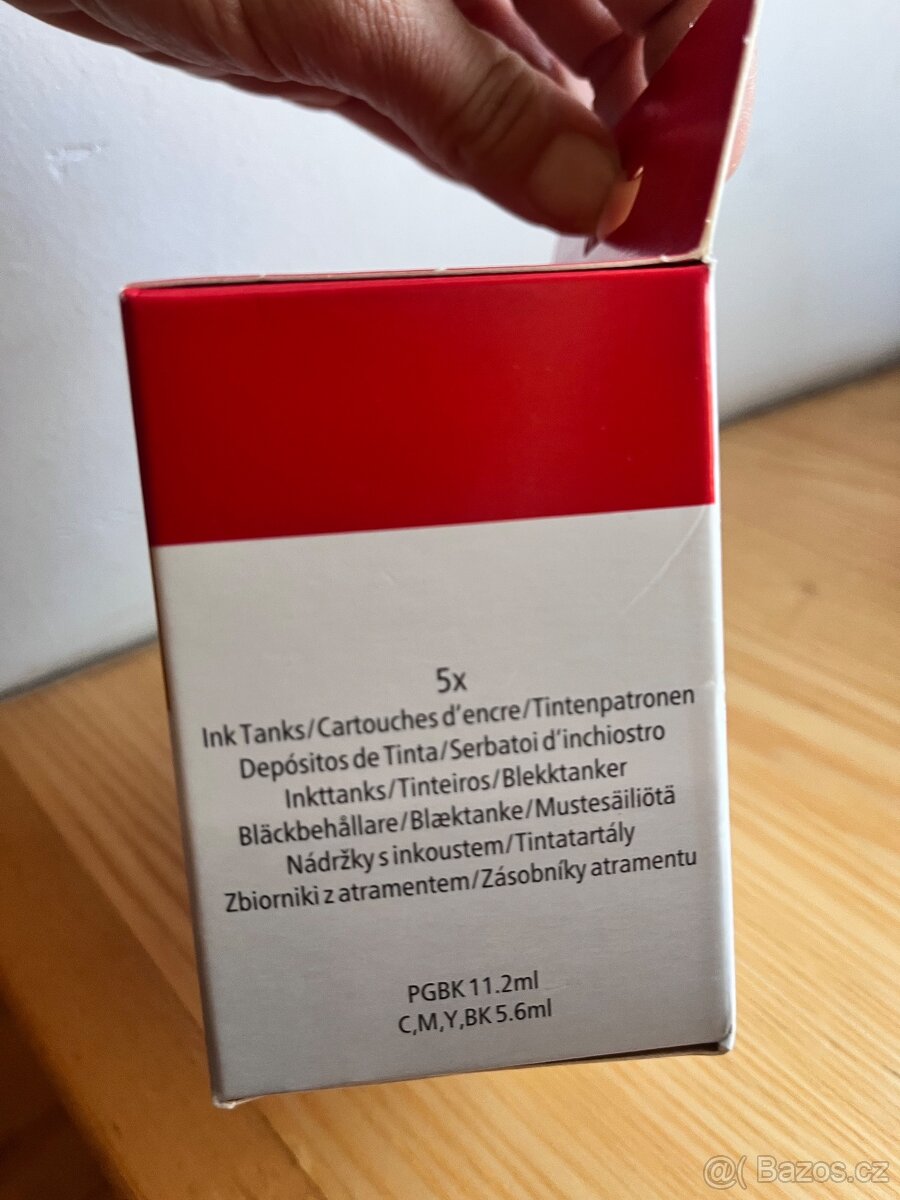 5x
Ink Tanks/Cartouches d'encre/Tintenpatronen
Depósitos de Tinta/Serbatoi d'inchiostro
Inkttanks/Tinteiros/Blekktanker
Bläckbehållare/Blæktanke/Mustesäiliötä
Nádržky s inkoustem/Tintatartály
Zbiorniki z atramentem/Zásobníky atramentu
PGBK 11.2ml
C,M,Y,BK 5.6ml
@( Bazos.cz